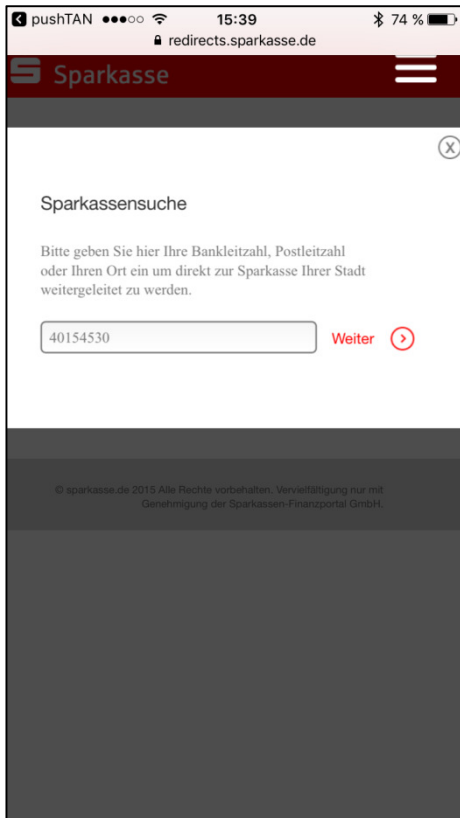 pushTAN 15:39 74 %
redirects.sparkasse.de
Sparkasse
X
Sparkassensuche
Bitte geben Sie hier Ihre Bankleitzahl, Postleitzahl
oder Ihren Ort ein um direkt zur Sparkasse Ihrer Stadt
weitergeleitet zu werden.
40154530 Weiter
© sparkasse.de 2015 Alle Rechte vorbehalten. Vervielfältigung nur mit
Genehmigung der Sparkassen-Finanzportal GmbH.